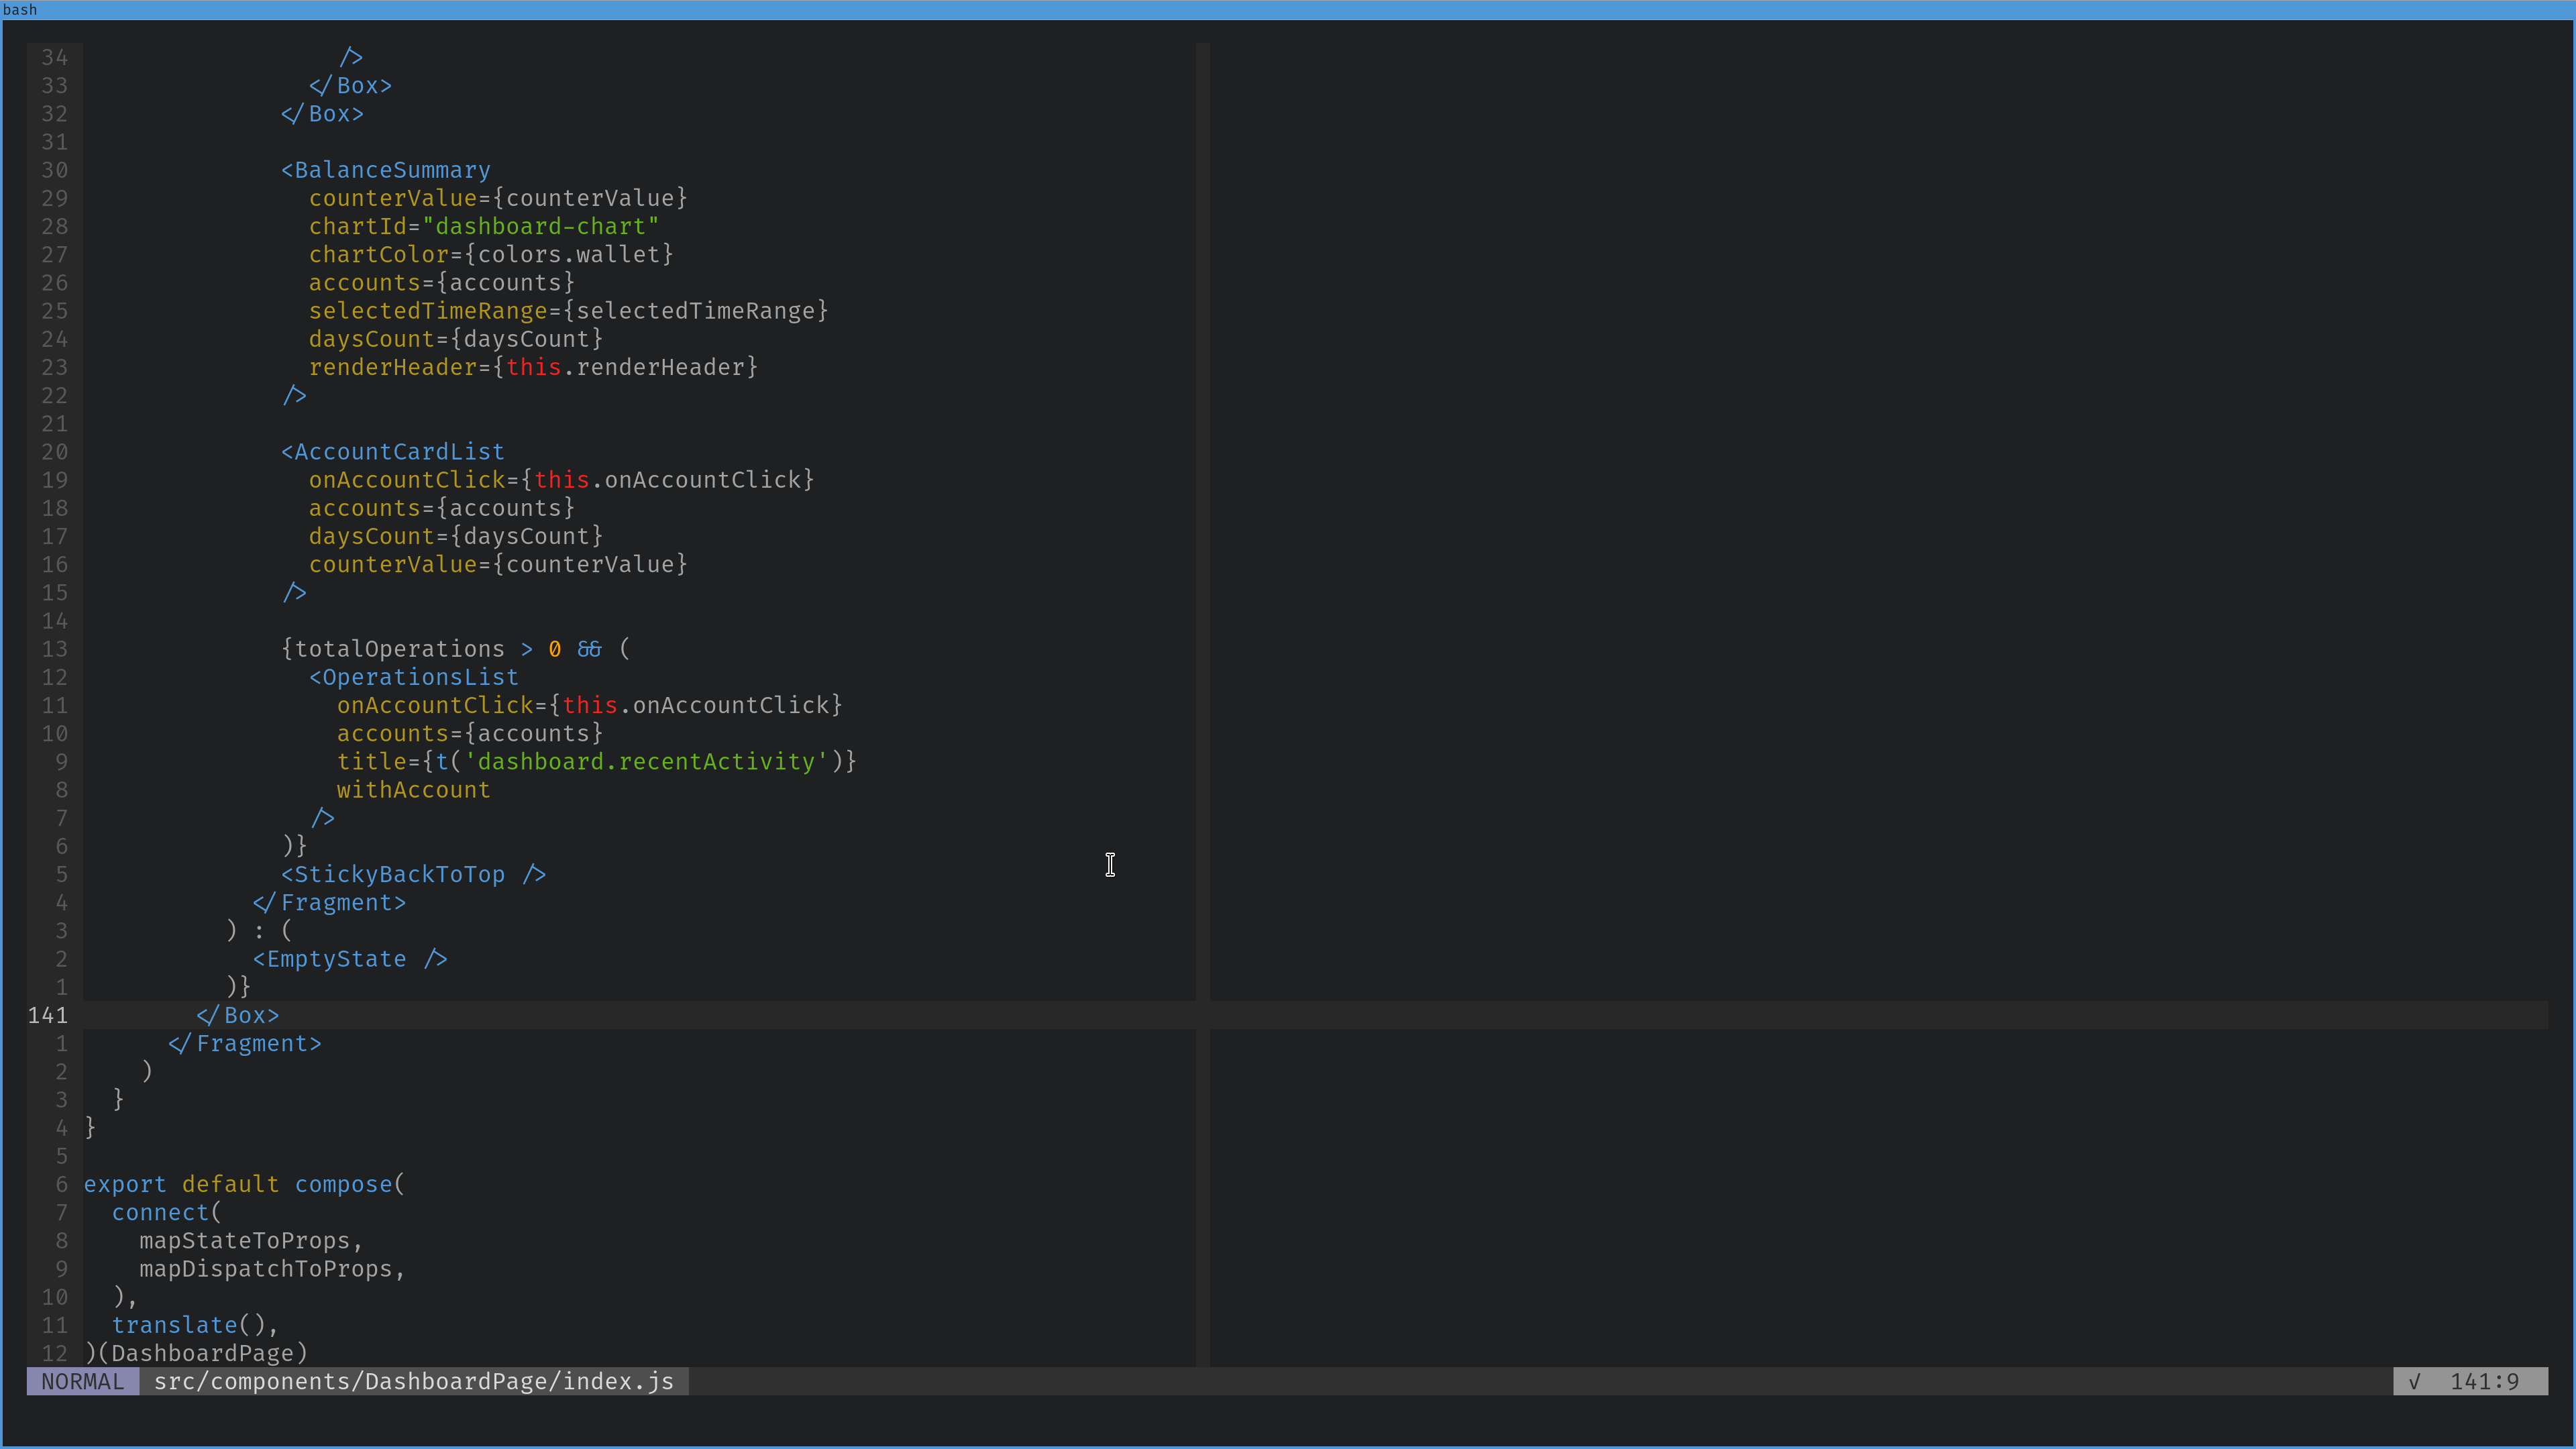 bash
34                   />
33                 </Box>
32               </Box>
31
30               <BalanceSummary
29                 counterValue={counterValue}
28                 chartId="dashboard-chart"
27                 chartColor={colors.wallet}
26                 accounts={accounts}
25                 selectedTimeRange={selectedTimeRange}
24                 daysCount={daysCount}
23                 renderHeader={this.renderHeader}
22               />
21
20               <AccountCardList
19                 onAccountClick={this.onAccountClick}
18                 accounts={accounts}
17                 daysCount={daysCount}
16                 counterValue={counterValue}
15               />
14
13               {totalOperations > 0 && (
12                 <OperationsList
11                   onAccountClick={this.onAccountClick}
10                   accounts={accounts}
9                   title={t('dashboard.recentActivity')}
8                   withAccount
7                 />
6               )}
5               <StickyBackToTop />
4             </Fragment>
3           ) : (
2             <EmptyState />
1           )}
141         </Box>
1       </Fragment>
2     )
3   }
4 }
5
6 export default compose(
7   connect(
8     mapStateToProps,
9     mapDispatchToProps,
10   ),
11   translate(),
12 )(DashboardPage)
NORMAL src/components/DashboardPage/index.js √ 141:9